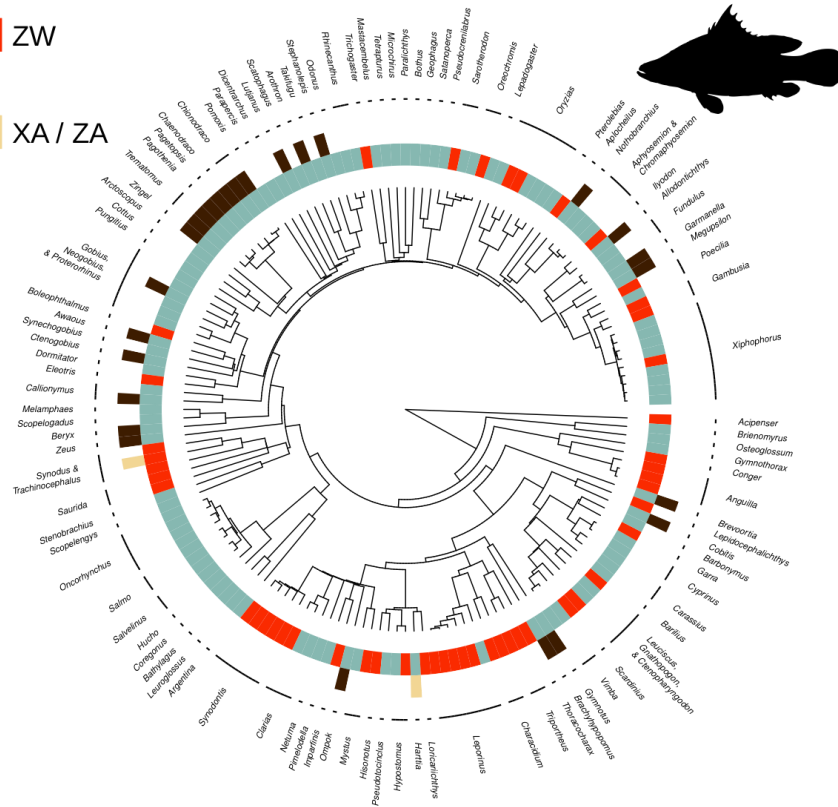 ZW
XA / ZA
Chionodraco
Chaenodraco
Pagetopsis
Pagothenia
Trematomus
Zingel
Arctoscopus
Cottus
Pungitius
Gobius,
Neogobius,
& Proterorhinus
Boleophthalmus
Awaous
Synechogobius
Ctenogobius
Dormitator
Eleotris
Callionymus
Melamphaes
Scopelogadus
Beryx
Zeus
Synodus &
Trachinocephalus
Saurida
Stenobrachius
Scopelengys
Oncorhynchus
Salmo
Salvelinus
Hucho
Coregonus
Bathylagus
Leuroglossus
Argentina
Synodontis
Clarias
Netuma
Pimelodella
Imparfinis
Ompok
Mystus
Hisonotus
Pseudotocinclus
Hypostomus
Harttia
Loricariichthys
Leporinus
Characidium
Triportheus
Thoracocharax
Brachyhypopomus
Gymnotus
Vimba
Scardinius
Leuciscus,
Gnathopogon,
& Ctenopharyngodon
Barilius
Carassius
Cyprinus
Garra
Barbonymus
Cobitis
Lepidocephalichthys
Brevoortia
Anguilla
Conger
Gymnothorax
Osteoglossum
Brienomyrus
Acipenser
Xiphophorus
Gambusia
Poecilia
Megupsilon
Garmanella
Fundulus
Allodontichthys
Ilyodon
Aphyosemion &
Chromaphyosemion
Nothobranchius
Aplocheilus
Pterolebias
Oryzias
Lepadogaster
Oreochromis
Sarotherodon
Pseudocrenilabrus
Satanoperca
Geophagus
Bothus
Paralichthys
Microchirus
Tetrapturus
Mastacembelus
Trichogaster
Rhinecanthus
Odonus
Stephanolepis
Takifugu
Arothron
Scatophagus
Lutjanus
Dicentrarchus
Parapercis
Pomoxis